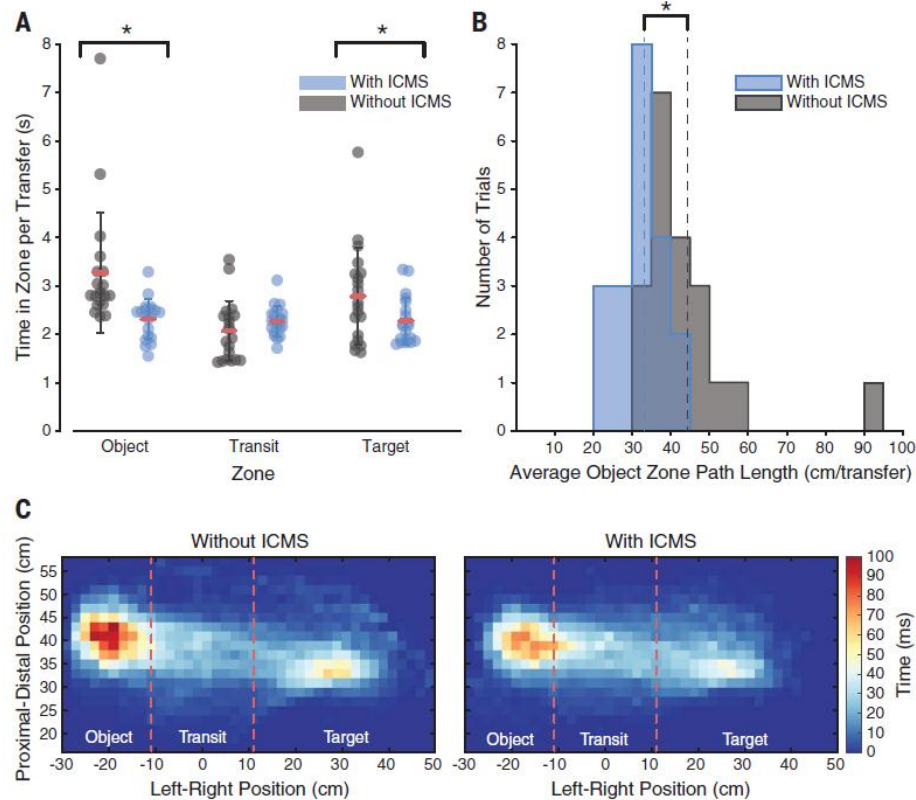 A
*
*
8
7
6
5
4
3
2
1
0
Time in Zone per Transfer (s)
With ICMS
Without ICMS
Object
Transit
Target
Zone
B
*
8
7
6
5
4
3
2
1
0
Number of Trials
With ICMS
Without ICMS
10 20 30 40 50 60 70 80 90 100
Average Object Zone Path Length (cm/transfer)
C
Without ICMS
Proximal-Distal Position (cm)
55
50
45
40
35
30
25
20
Object
Transit
Target
-30 -20 -10 0 10 20 30 40 50
Left-Right Position (cm)
With ICMS
Object
Transit
Target
-30 -20 -10 0 10 20 30 40 50
Left-Right Position (cm)
100
90
80
70
60
50
40
30
20
10
0
Time (ms)